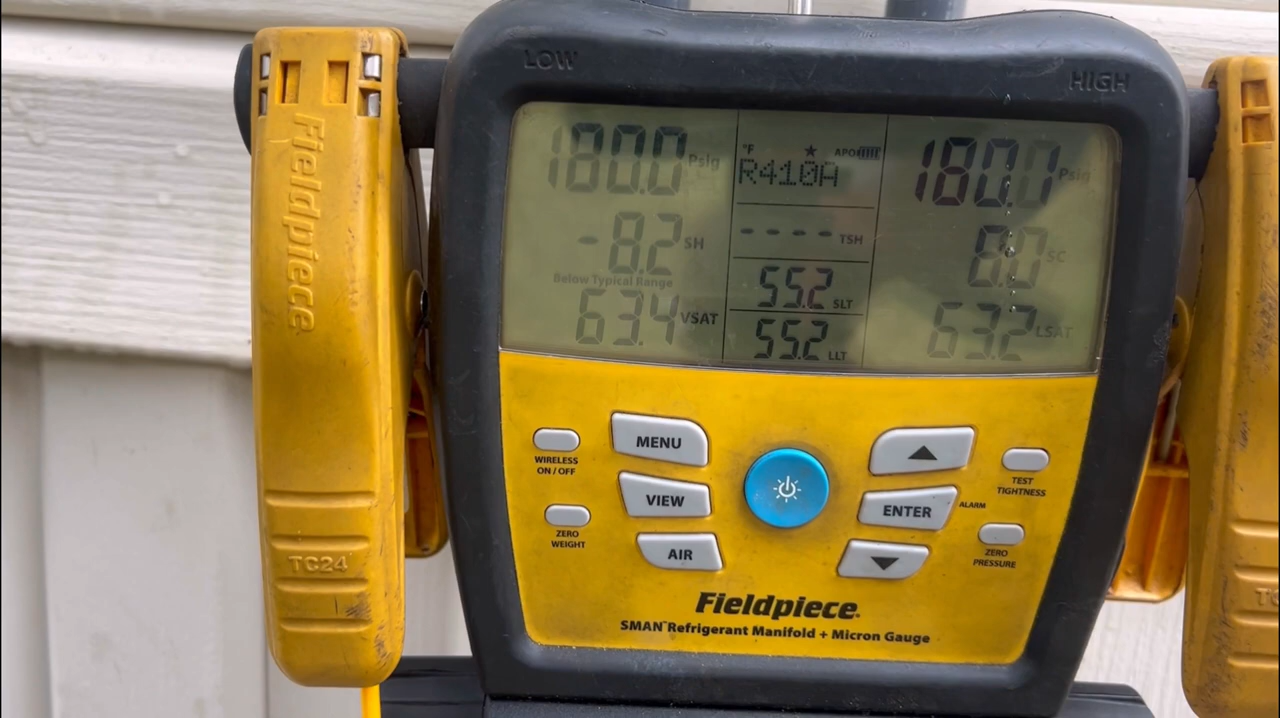 LOW
HIGH
Fieldpiece
180.0 Psig
°F APO
R410A
180.1 Psig
-8.2 SH
Below Typical Range
---- TSH
8.0 SC
63.4 VSAT
55.2 SLT
55.2 LLT
63.2 LSAT
WIRELESS
ON / OFF
MENU
VIEW
AIR
ZERO
WEIGHT
ENTER
ALARM
TEST
TIGHTNESS
ZERO
PRESSURE
TC24
Fieldpiece
SMAN™ Refrigerant Manifold + Micron Gauge